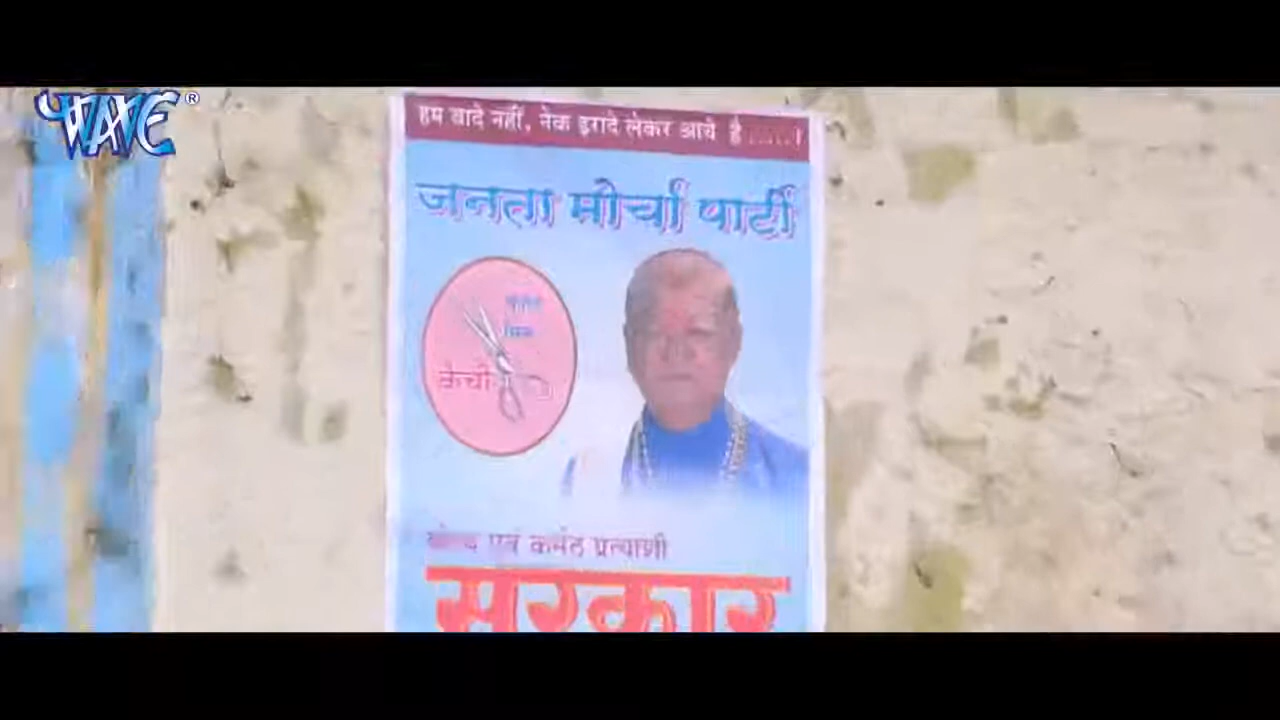 WAVE®
हम वादे नहीं, नेक इरादे लेकर आये है .....।
जनता मोर्चा पार्टी
कैची
एवं कर्मठ प्रत्याशी
सरकार